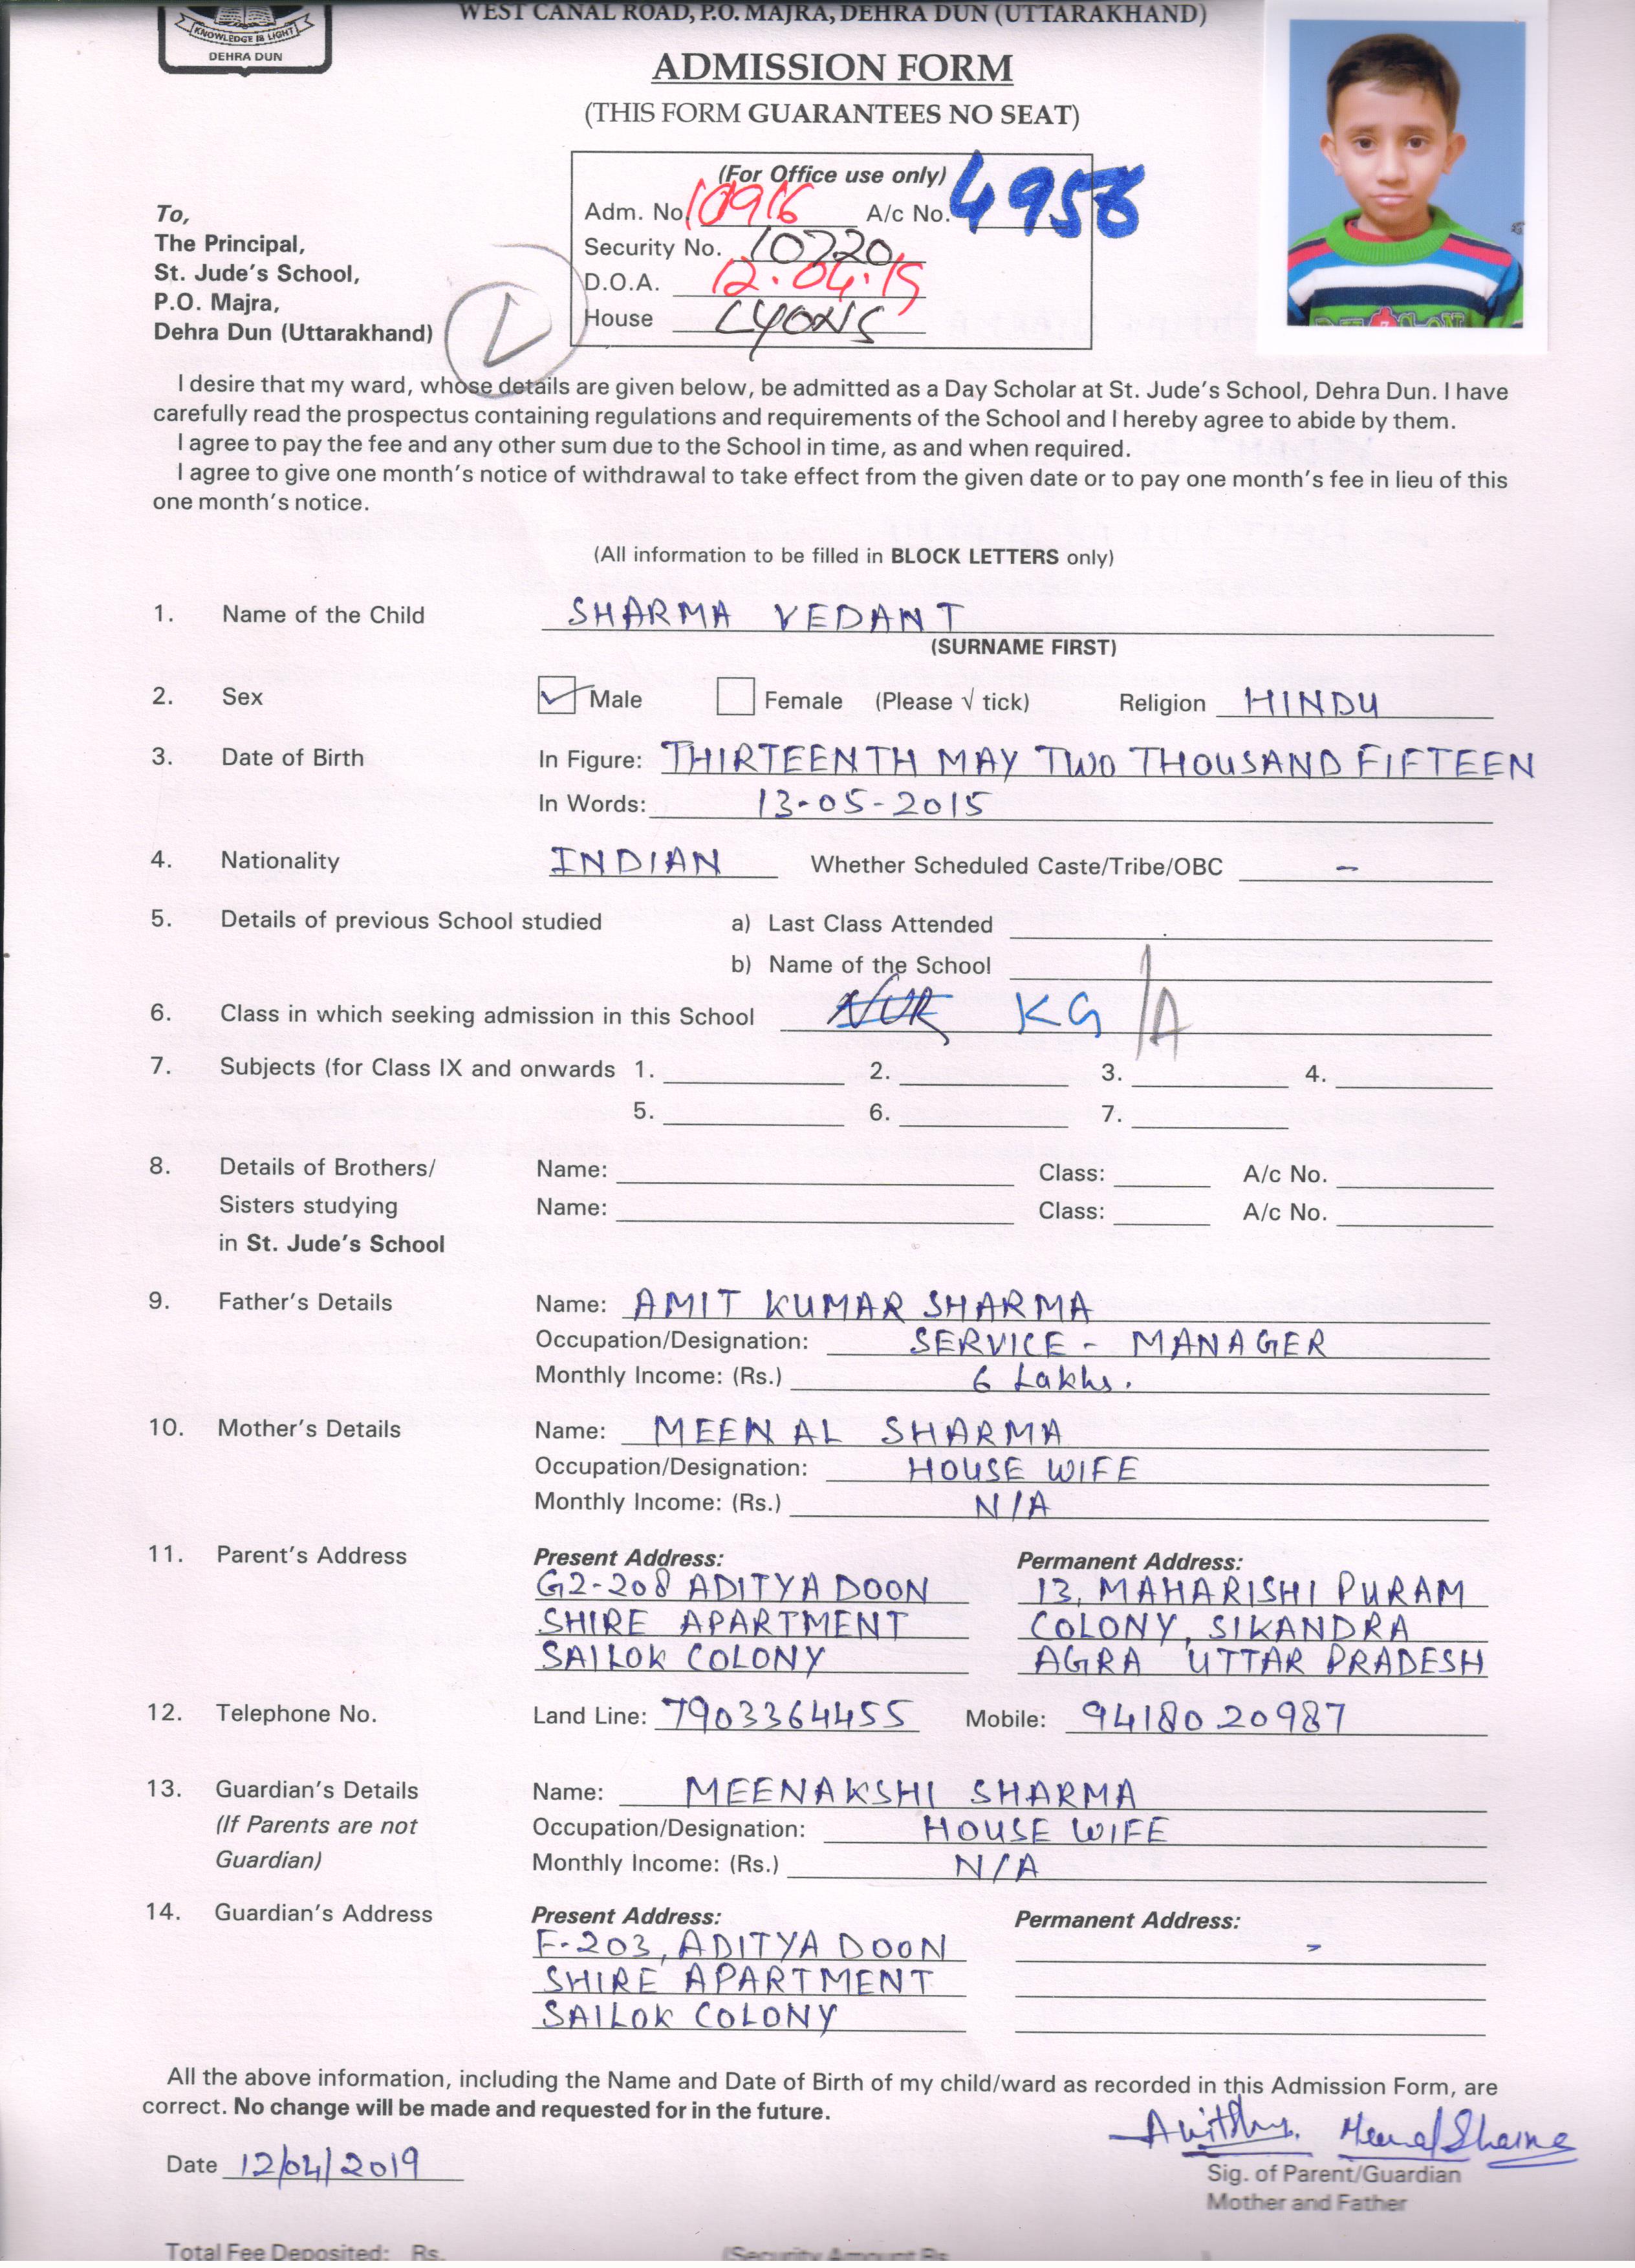 WEST CANAL ROAD, P.O. MAJRA, DEHRA DUN (UTTARAKHAND)
KNOWLEDGE IS LIGHT
DEHRA DUN
ADMISSION FORM
(THIS FORM GUARANTEES NO SEAT)
(For Office use only)
Adm. No. 10916 A/c No. 4958
Security No. 10720
D.O.A. 12.04.19
House LYONS
To,
The Principal,
St. Jude's School,
P.O. Majra,
Dehra Dun (Uttarakhand)
I desire that my ward, whose details are given below, be admitted as a Day Scholar at St. Jude's School, Dehra Dun. I have
carefully read the prospectus containing regulations and requirements of the School and I hereby agree to abide by them.
I agree to pay the fee and any other sum due to the School in time, as and when required.
I agree to give one month's notice of withdrawal to take effect from the given date or to pay one month's fee in lieu of this
one month's notice.
(All information to be filled in BLOCK LETTERS only)
1. Name of the Child SHARMA VEDANT
(SURNAME FIRST)
2. Sex Male Female (Please √ tick) Religion HINDU
3. Date of Birth In Figure: THIRTEENTH MAY TWO THOUSAND FIFTEEN
In Words: 13-05-2015
4. Nationality INDIAN Whether Scheduled Caste/Tribe/OBC -
5. Details of previous School studied a) Last Class Attended
b) Name of the School
6. Class in which seeking admission in this School NUR KG /A
7. Subjects (for Class IX and onwards 1. 2. 3. 4.
5. 6. 7.
8. Details of Brothers/ Name: Class: A/c No.
Sisters studying Name: Class: A/c No.
in St. Jude's School
9. Father's Details Name: AMIT KUMAR SHARMA
Occupation/Designation: SERVICE - MANAGER
Monthly Income: (Rs.) 6 Lakhs.
10. Mother's Details Name: MEENAL SHARMA
Occupation/Designation: HOUSE WIFE
Monthly Income: (Rs.) N/A
11. Parent's Address Present Address: Permanent Address:
G2-208 ADITYA DOON 13, MAHARISHI PURAM
SHIRE APARTMENT COLONY, SIKANDRA
SAILOK COLONY AGRA UTTAR PRADESH
12. Telephone No. Land Line: 7903364455 Mobile: 9418020987
13. Guardian's Details Name: MEENAKSHI SHARMA
(If Parents are not Occupation/Designation: HOUSE WIFE
Guardian) Monthly Income: (Rs.) N/A
14. Guardian's Address Present Address: Permanent Address:
F-203, ADITYA DOON -
SHIRE APARTMENT
SAILOK COLONY
All the above information, including the Name and Date of Birth of my child/ward as recorded in this Admission Form, are
correct. No change will be made and requested for in the future.
Meenal Sharma
Date 12/04/2019 Sig. of Parent/Guardian
Mother and Father
Total Fee Deposited: Rs. (Security Amount Rs